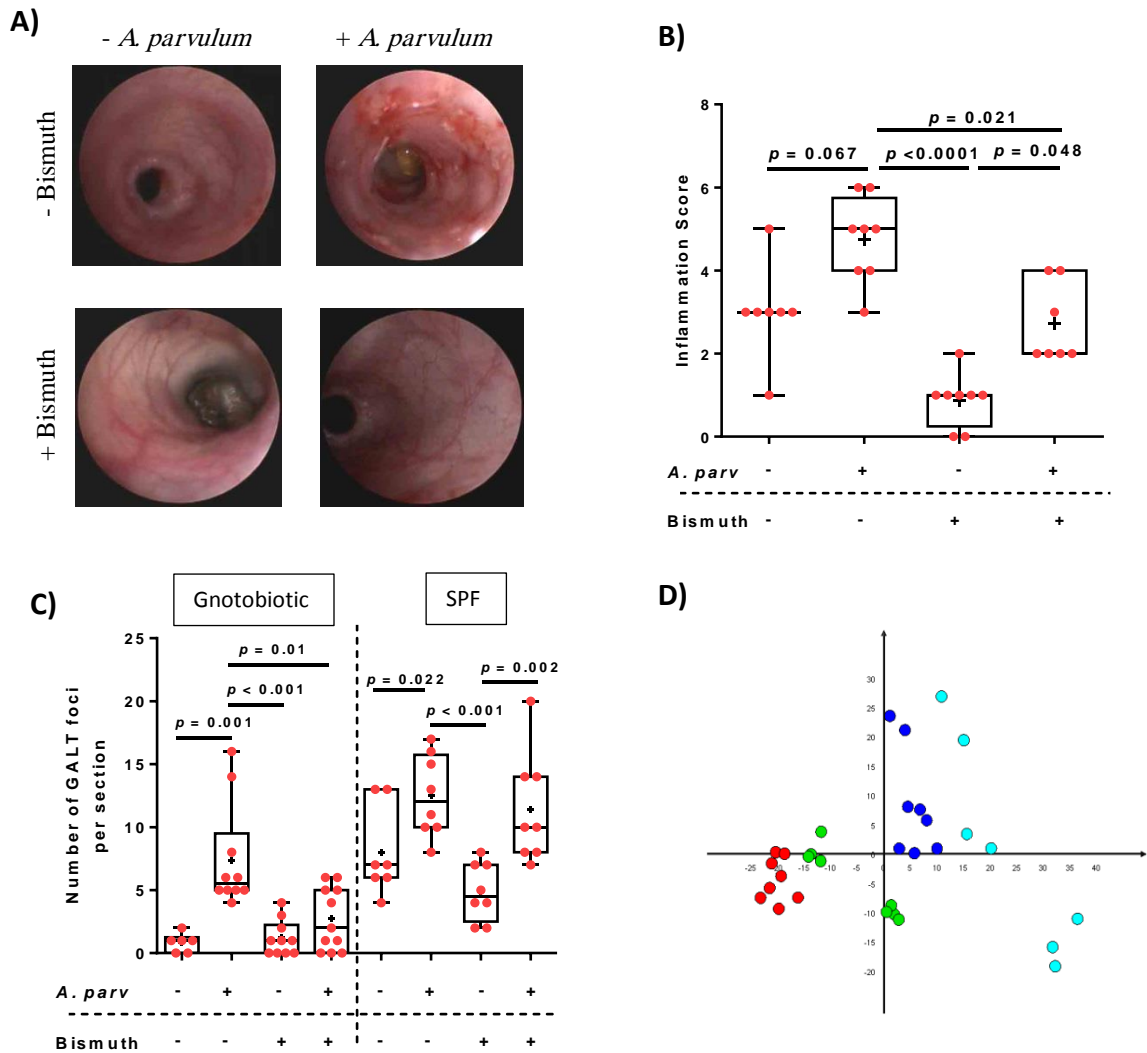 A)
- A. parvulum
+ A. parvulum
- Bismuth
+ Bismuth
B)
Inflammation Score
8
6
4
2
0
p = 0.021
p = 0.067
p <0.0001
p = 0.048
A. parv - + - +
Bismuth - - + +
C)
Gnotobiotic
SPF
Number of GALT foci
per section
25
20
15
10
5
0
p = 0.01
p < 0.001
p = 0.001
p = 0.022
p = 0.002
p < 0.001
A. parv - + - + - + - +
Bismuth - - + + - - + +
D)
30
25
20
15
10
5
0
-5
-10
-15
-20
-25 -20 -15 -10 -5 0 5 10 15 20 25 30 35 40